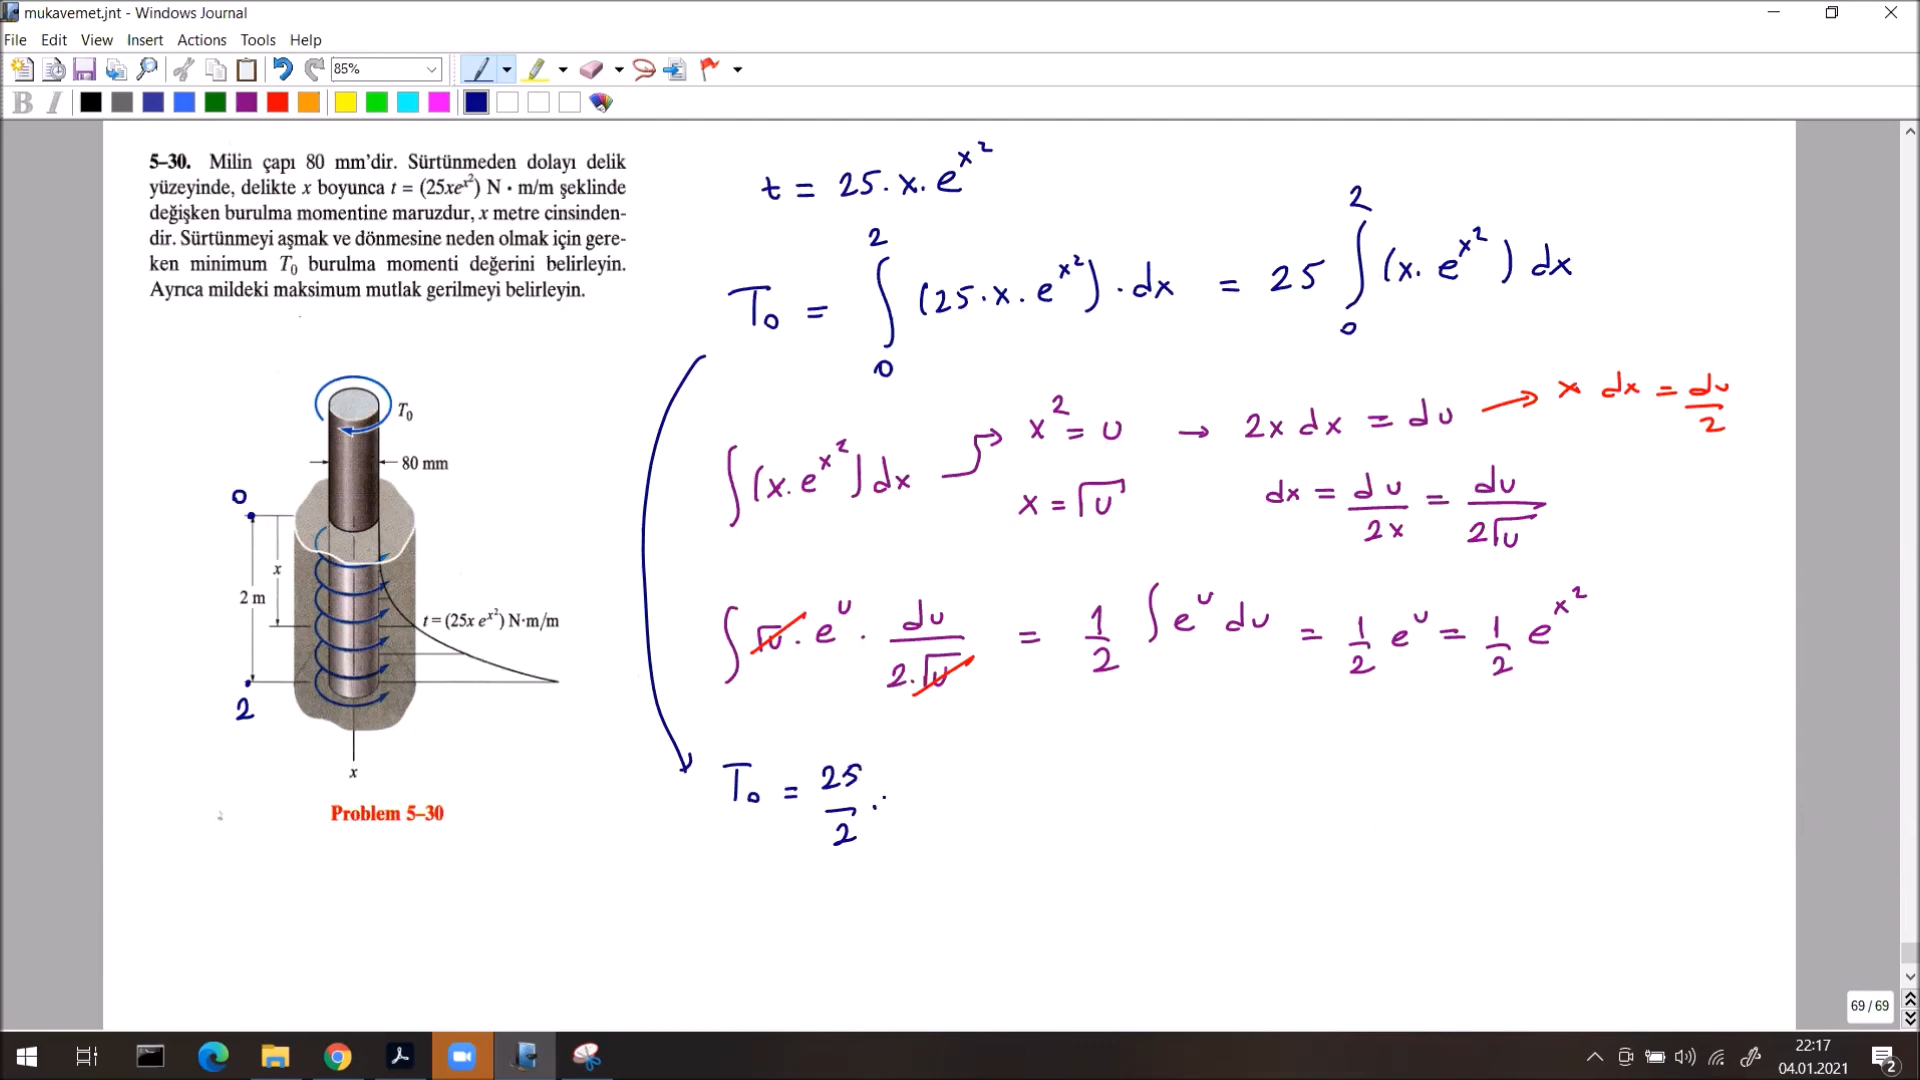 mukavemet.jnt - Windows Journal
File Edit View Insert Actions Tools Help
85%
B I
5–30. Milin çapı 80 mm'dir. Sürtünmeden dolayı delik
yüzeyinde, delikte x boyunca t = (25xe^x²) N · m/m şeklinde
değişken burulma momentine maruzdur, x metre cinsinden-
dir. Sürtünmeyi aşmak ve dönmesine neden olmak için gere-
ken minimum T₀ burulma momenti değerini belirleyin.
Ayrıca mildeki maksimum mutlak gerilmeyi belirleyin.
T₀
80 mm
0
x
2 m
t = (25x e^x²) N·m/m
2
x
Problem 5–30
t = 25. x. e^x²
T₀ = ∫₀² (25. x. e^x²) . dx = 25 ∫₀² (x. e^x²) dx
∫ (x. e^x²) dx → x² = u → 2x dx = du → x dx = du/2
x = √u dx = du/2x = du/2√u
∫ √u . e^u . du/2.√u = 1/2 ∫ e^u du = 1/2 e^u = 1/2 e^x²
T₀ = 25/2 .
69 / 69
22:17
04.01.2021
2